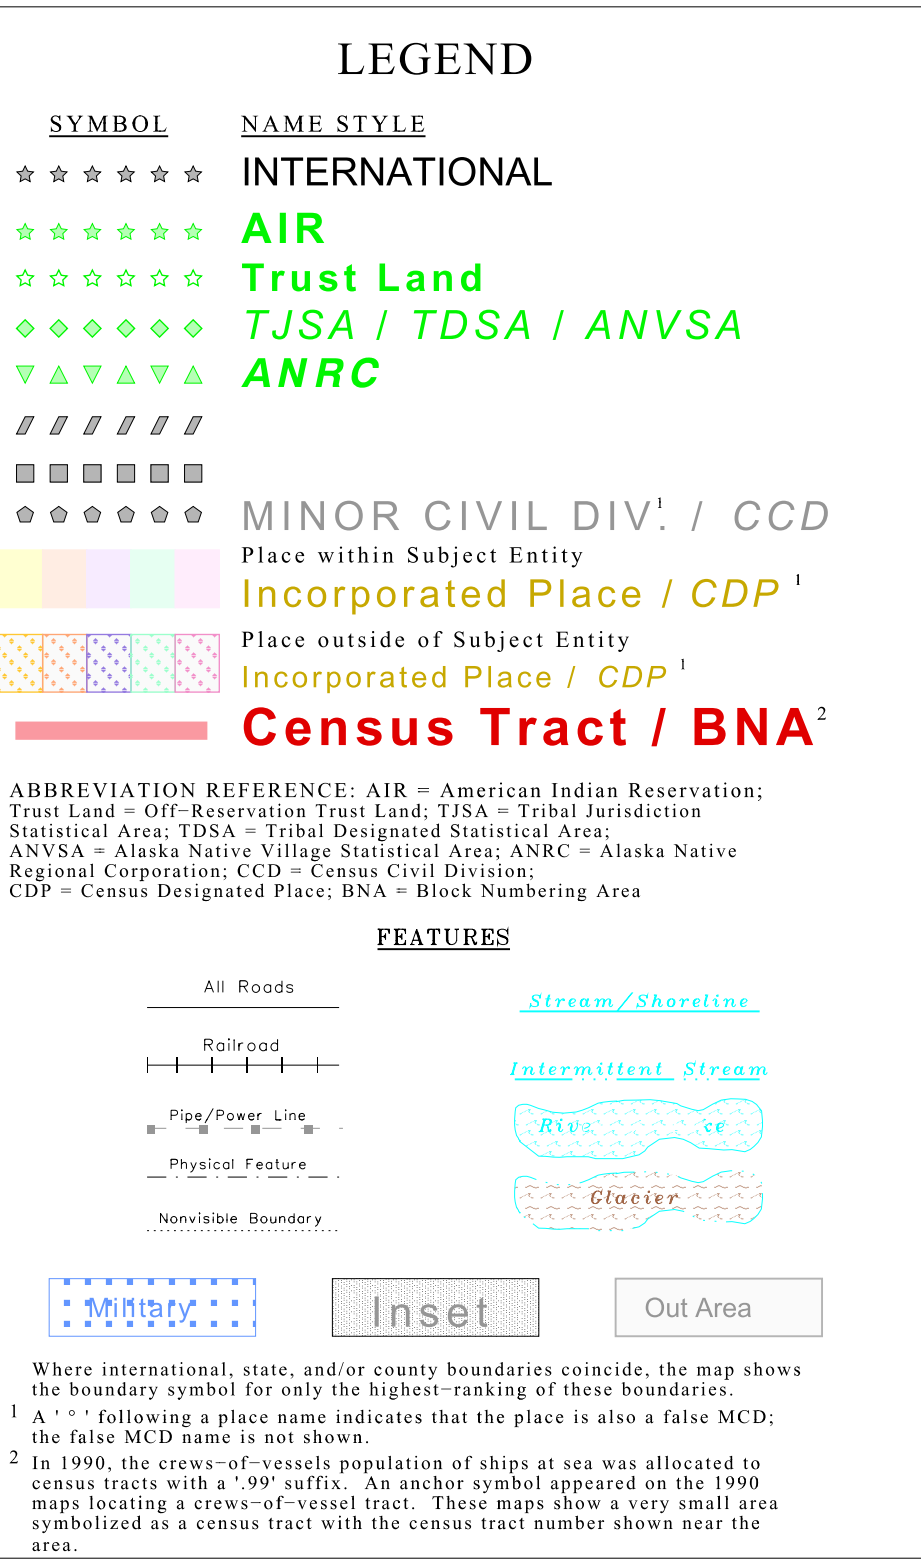 LEGEND
SYMBOL NAME STYLE
INTERNATIONAL
AIR
Trust Land
TJSA / TDSA / ANVSA
ANRC
MINOR CIVIL DIV.¹ / CCD
Place within Subject Entity
Incorporated Place / CDP ¹
Place outside of Subject Entity
Incorporated Place / CDP ¹
Census Tract / BNA²
ABBREVIATION REFERENCE: AIR = American Indian Reservation;
Trust Land = Off−Reservation Trust Land; TJSA = Tribal Jurisdiction
Statistical Area; TDSA = Tribal Designated Statistical Area;
ANVSA = Alaska Native Village Statistical Area; ANRC = Alaska Native
Regional Corporation; CCD = Census Civil Division;
CDP = Census Designated Place; BNA = Block Numbering Area
FEATURES
All Roads
Railroad
Pipe/Power Line
Physical Feature
Nonvisible Boundary
Stream/Shoreline
Intermittent Stream
ce
Glacier
Military
Inset
Out Area
Where international, state, and/or county boundaries coincide, the map shows
the boundary symbol for only the highest−ranking of these boundaries.
1 A ' ° ' following a place name indicates that the place is also a false MCD;
the false MCD name is not shown.
2 In 1990, the crews−of−vessels population of ships at sea was allocated to
census tracts with a '.99' suffix. An anchor symbol appeared on the 1990
maps locating a crews−of−vessel tract. These maps show a very small area
symbolized as a census tract with the census tract number shown near the
area.